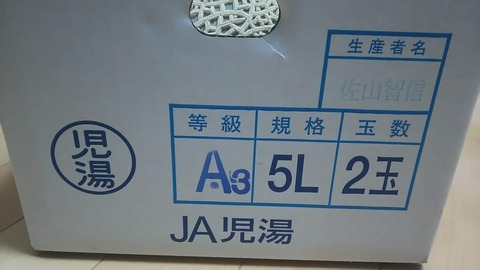 生産者名
佐山智信
等級 規格 玉数
A3 5L 2玉
児湯
JA児湯